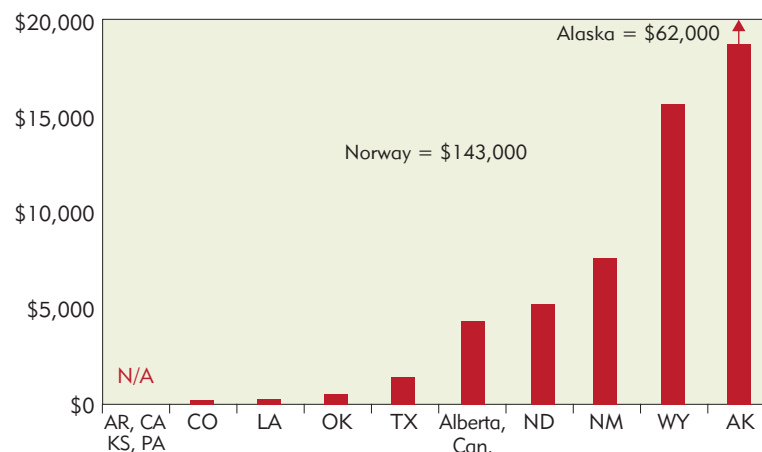 $20,000
Alaska = $62,000
$15,000
Norway = $143,000
$10,000
$5,000
N/A
$0
AR, CA CO LA OK TX Alberta, ND NM WY AK
KS, PA Can.